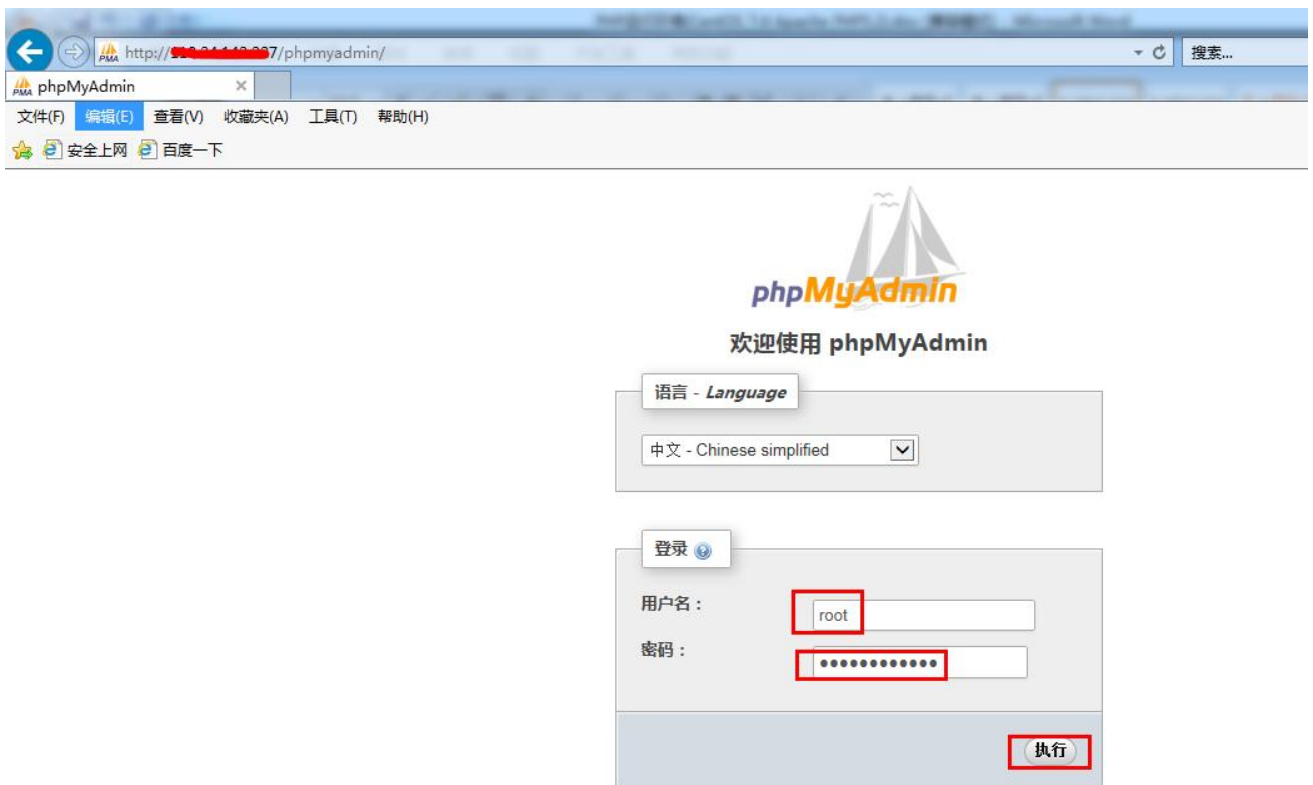 http:// 7/phpmyadmin/
搜索...
phpMyAdmin
文件(F) 编辑(E) 查看(V) 收藏夹(A) 工具(T) 帮助(H)
安全上网 百度一下
phpMyAdmin
欢迎使用 phpMyAdmin
语言 - Language
中文 - Chinese simplified
登录
用户名：
root
密码：
••••••••••••
执行